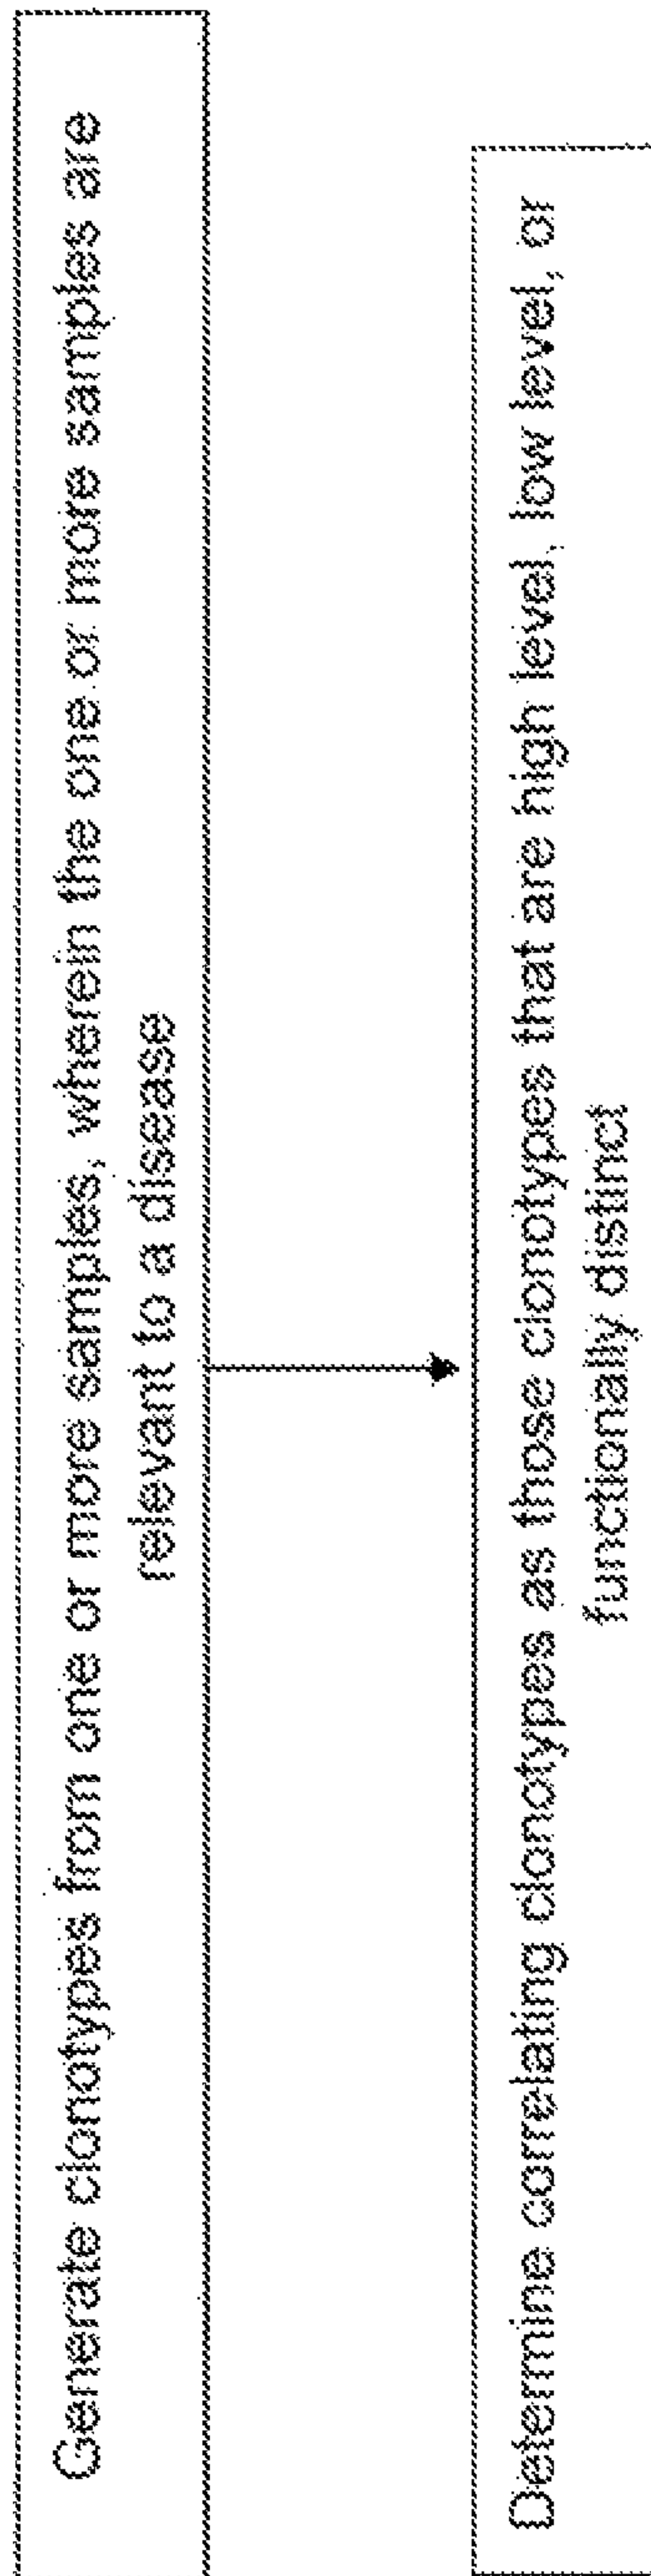 Generate clonotypes from one or more samples, wherein the one or more samples are
relevant to a disease
Determine correlating clonotypes as those clonotypes that are high level, low level, or
functionally distinct